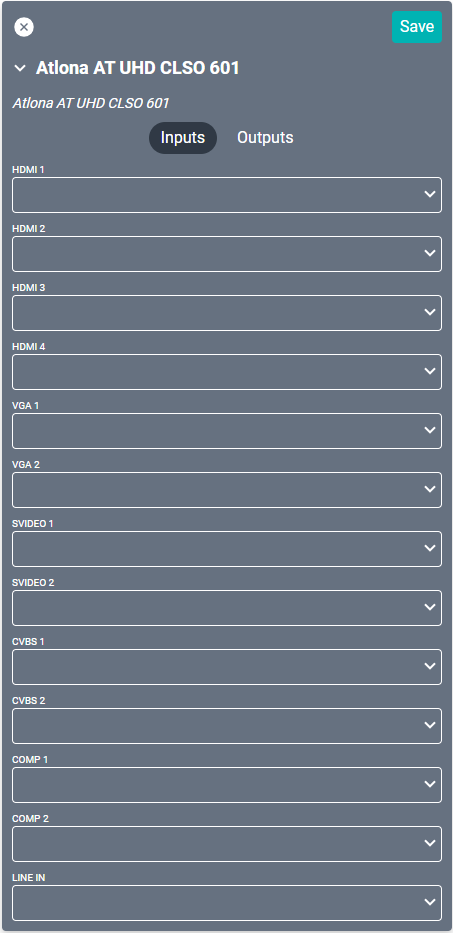 Save
Atlona AT UHD CLSO 601
Atlona AT UHD CLSO 601
Inputs Outputs
HDMI 1
HDMI 2
HDMI 3
HDMI 4
VGA 1
VGA 2
SVIDEO 1
SVIDEO 2
CVBS 1
CVBS 2
COMP 1
COMP 2
LINE IN